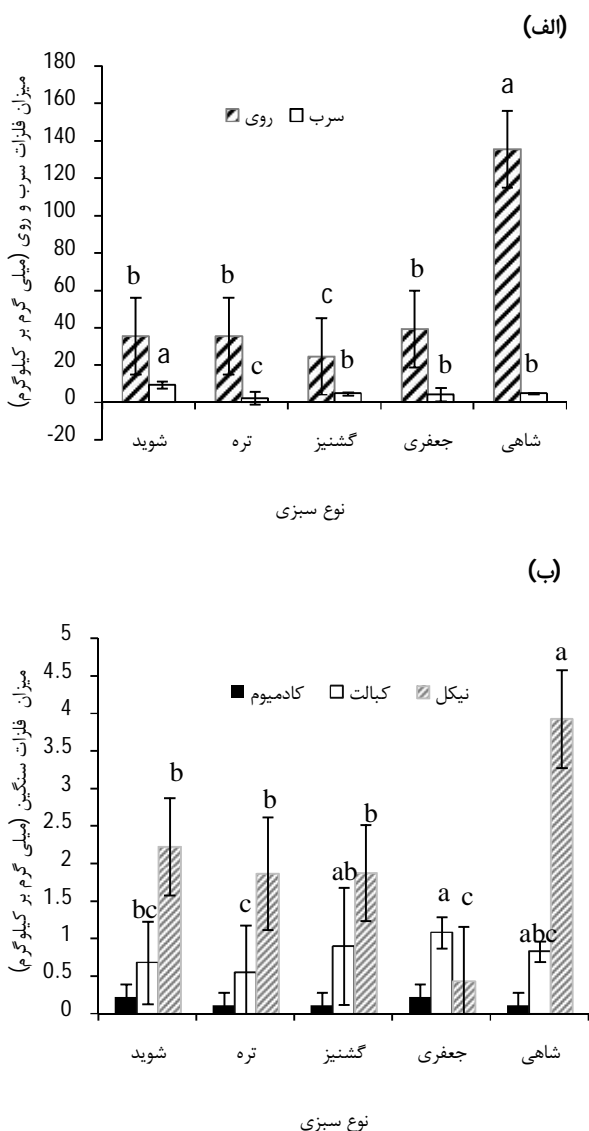 (الف)
میزان فلزات سرب و روی (میلی گرم بر کیلوگرم)
روی سرب
180
160
140
120
100
80
60
40
20
0
-20
b a b c c b b b a b
شوید تره گشنیز جعفری شاهی
نوع سبزی
(ب)
میزان فلزات سنگین (میلی گرم بر کیلوگرم)
کادمیوم کبالت نیکل
5
4.5
4
3.5
3
2.5
2
1.5
1
0.5
0
bc b c b ab b a c abc a
شوید تره گشنیز جعفری شاهی
نوع سبزی